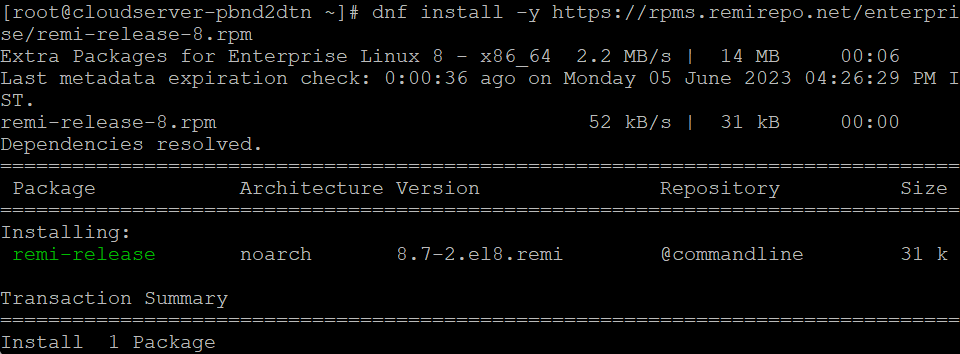 [root@cloudserver-pbnd2dtn ~]# dnf install -y https://rpms.remirepo.net/enterpri
se/remi-release-8.rpm
Extra Packages for Enterprise Linux 8 - x86_64  2.2 MB/s |  14 MB     00:06
Last metadata expiration check: 0:00:36 ago on Monday 05 June 2023 04:26:29 PM I
ST.
remi-release-8.rpm                               52 kB/s |  31 kB     00:00
Dependencies resolved.
================================================================================
 Package            Architecture Version               Repository          Size
================================================================================
Installing:
 remi-release       noarch       8.7-2.el8.remi        @commandline        31 k

Transaction Summary
================================================================================
Install  1 Package